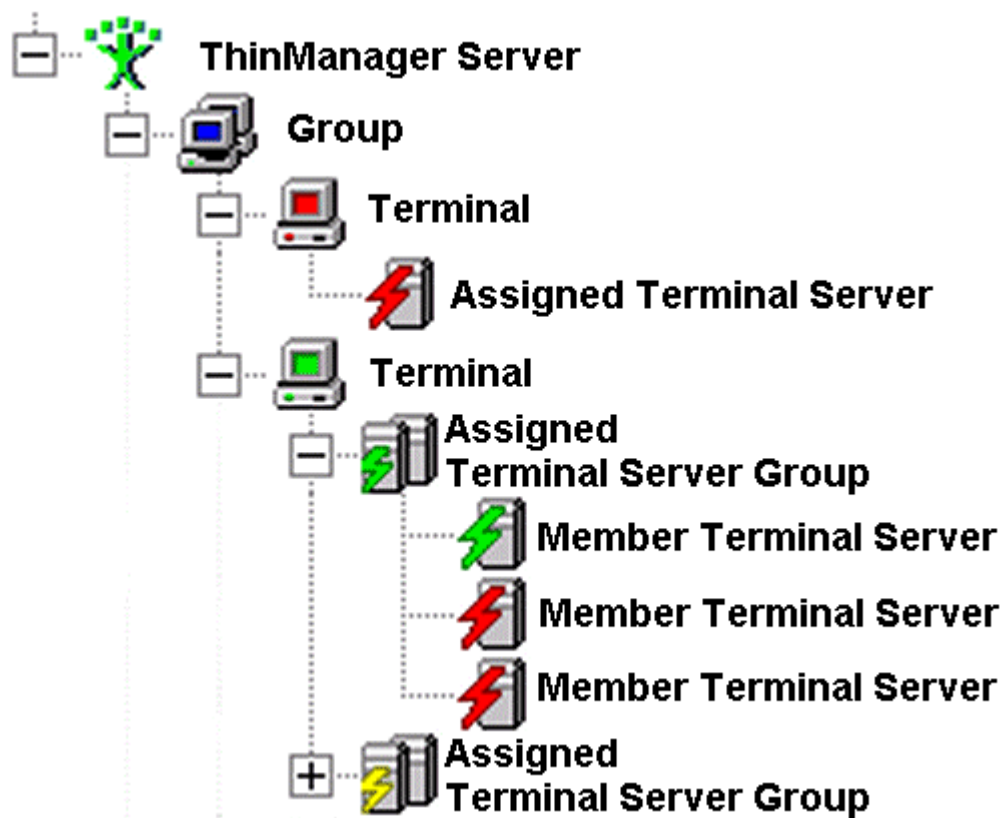 ThinManager Server
Group
Terminal
Assigned Terminal Server
Terminal
Assigned
Terminal Server Group
Member Terminal Server
Member Terminal Server
Member Terminal Server
Assigned
Terminal Server Group